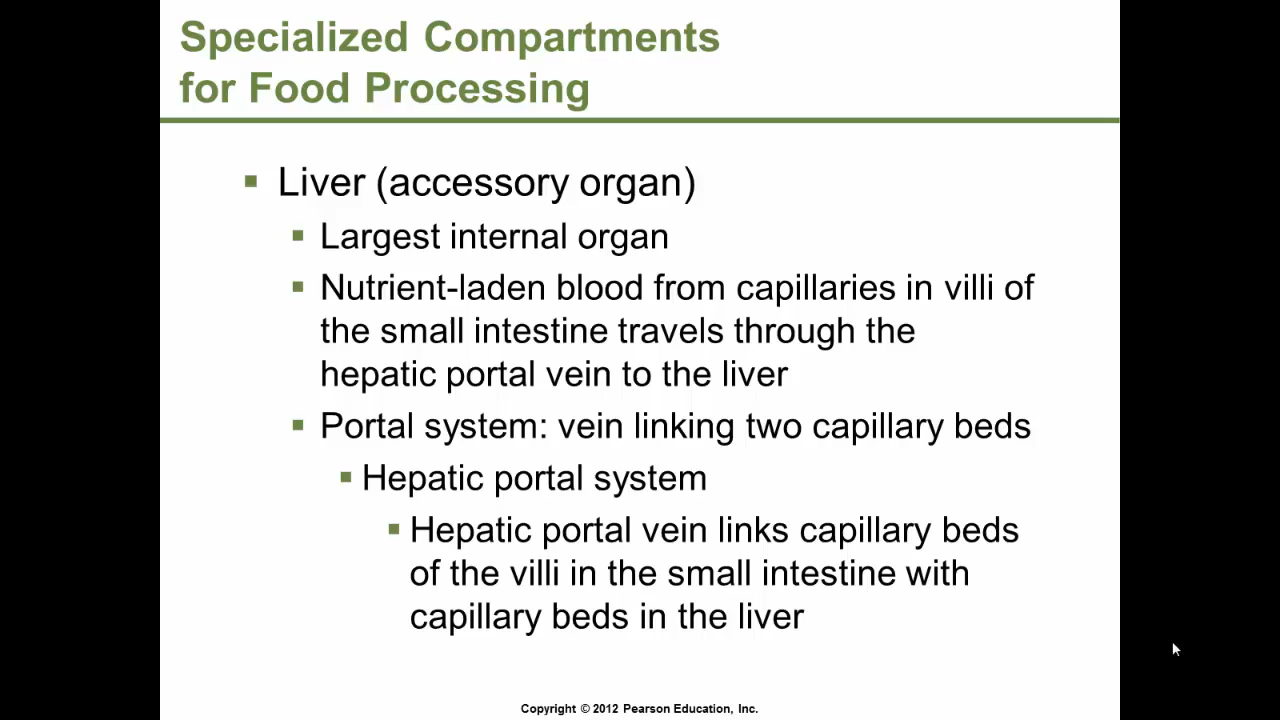 Specialized Compartments
for Food Processing
Liver (accessory organ)
Largest internal organ
Nutrient-laden blood from capillaries in villi of
the small intestine travels through the
hepatic portal vein to the liver
Portal system: vein linking two capillary beds
Hepatic portal system
Hepatic portal vein links capillary beds
of the villi in the small intestine with
capillary beds in the liver
Copyright © 2012 Pearson Education, Inc.